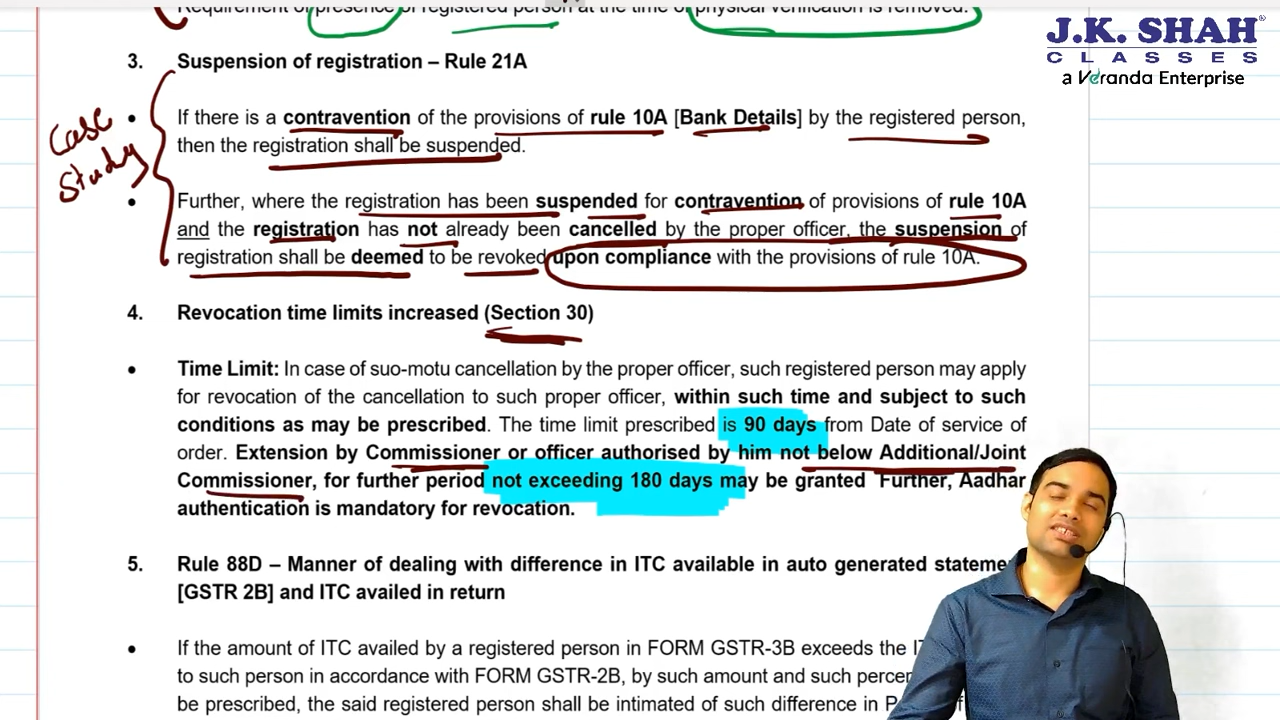 Requirement of presence of registered person at the time of physical verification is removed.
J.K. SHAH
CLASSES
a Veranda Enterprise
3. Suspension of registration – Rule 21A
Case
Study
• If there is a contravention of the provisions of rule 10A [Bank Details] by the registered person,
then the registration shall be suspended.
• Further, where the registration has been suspended for contravention of provisions of rule 10A
and the registration has not already been cancelled by the proper officer, the suspension of
registration shall be deemed to be revoked upon compliance with the provisions of rule 10A.
4. Revocation time limits increased (Section 30)
• Time Limit: In case of suo-motu cancellation by the proper officer, such registered person may apply
for revocation of the cancellation to such proper officer, within such time and subject to such
conditions as may be prescribed. The time limit prescribed is 90 days from Date of service of
order. Extension by Commissioner or officer authorised by him not below Additional/Joint
Commissioner, for further period not exceeding 180 days may be granted Further, Aadhar
authentication is mandatory for revocation.
5. Rule 88D – Manner of dealing with difference in ITC available in auto generated
[GSTR 2B] and ITC availed in return
• If the amount of ITC availed by a registered person in FORM GSTR-3B exceeds the
to such person in accordance with FORM GSTR-2B, by such amount and such
be prescribed, the said registered person shall be intimated of such difference in